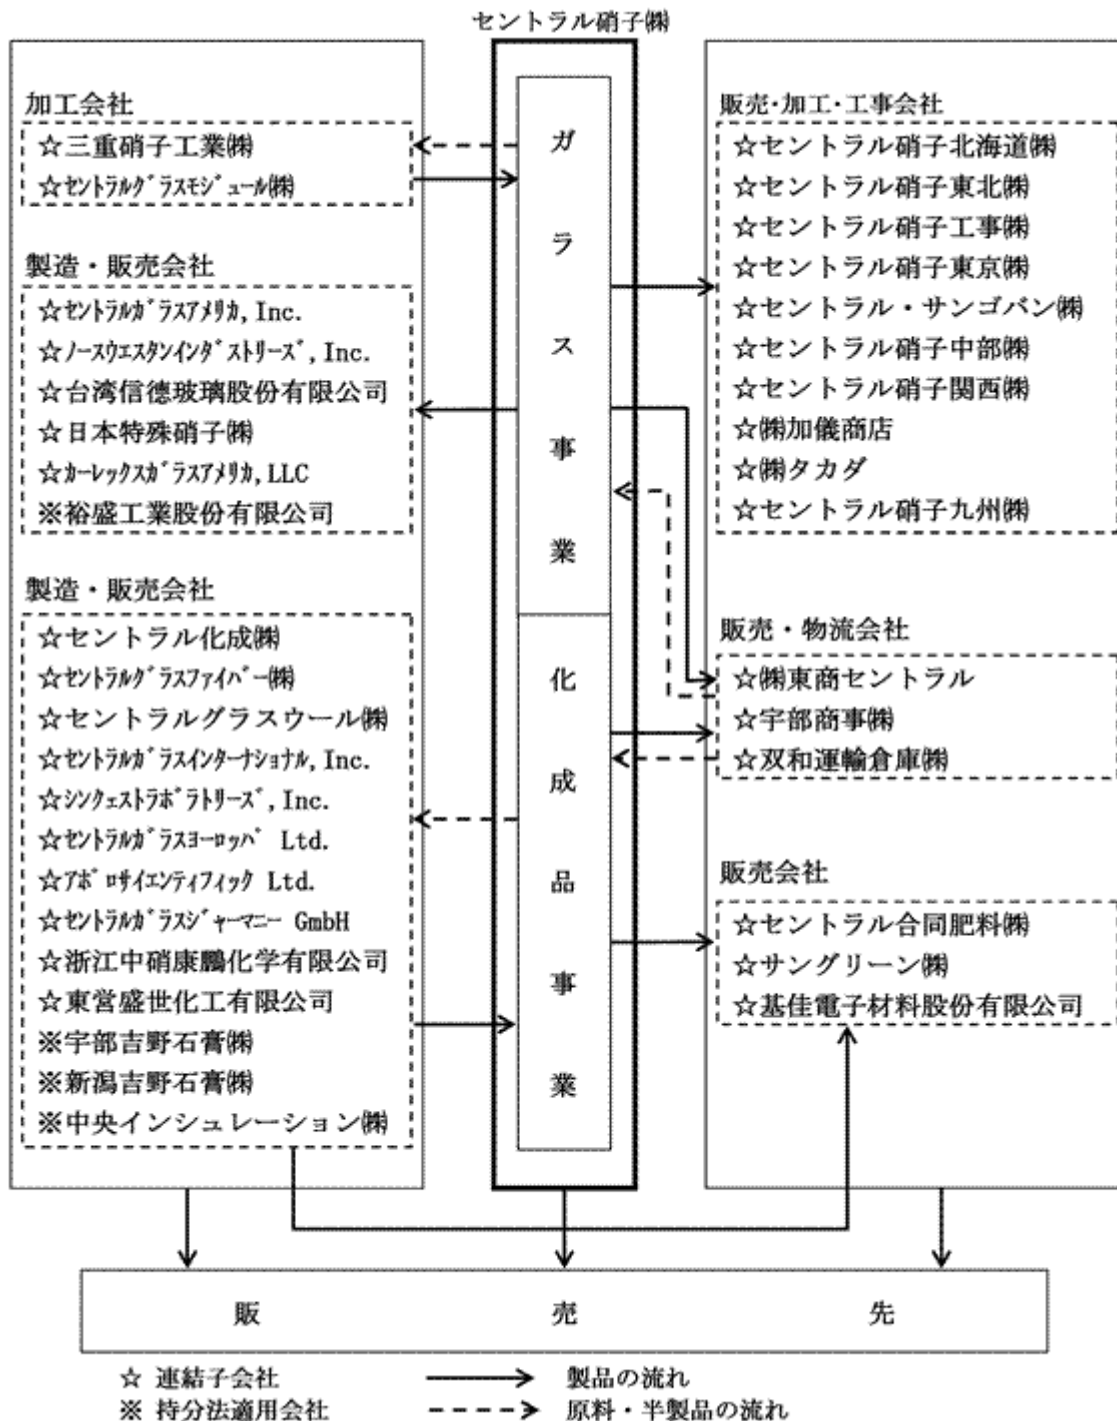 セントラル硝子㈱
加工会社
☆三重硝子工業㈱
☆ｾﾝﾄﾗﾙｸﾞﾗｽﾓｼﾞｭｰﾙ㈱
製造・販売会社
☆ｾﾝﾄﾗﾙｶﾞﾗｽｱﾒﾘｶ, Inc.
☆ﾉｰｽｳｴｽﾀﾝｲﾝﾀﾞｽﾄﾘｰｽﾞ, Inc.
☆台湾信德玻璃股份有限公司
☆日本特殊硝子㈱
☆ｶｰﾚｯｸｽｶﾞﾗｽｱﾒﾘｶ, LLC
※裕盛工業股份有限公司
製造・販売会社
☆セントラル化成㈱
☆ｾﾝﾄﾗﾙｸﾞﾗｽﾌｧｲﾊﾞｰ㈱
☆セントラルグラスウール㈱
☆ｾﾝﾄﾗﾙｶﾞﾗｽｲﾝﾀｰﾅｼｮﾅﾙ, Inc.
☆ｼﾝｸｪｽﾄﾗﾎﾞﾗﾄﾘｰｽﾞ, Inc.
☆ｾﾝﾄﾗﾙｶﾞﾗｽﾖｰﾛｯﾊﾟ Ltd.
☆ｱﾎﾟﾛｻｲｴﾝﾃｨﾌｨｯｸ Ltd.
☆ｾﾝﾄﾗﾙｶﾞﾗｽｼﾞｬｰﾏﾆｰ GmbH
☆浙江中硝康鵬化学有限公司
☆東営盛世化工有限公司
※宇部吉野石膏㈱
※新潟吉野石膏㈱
※中央インシュレーション㈱
ガラス事業
化成品事業
販売・加工・工事会社
☆セントラル硝子北海道㈱
☆セントラル硝子東北㈱
☆セントラル硝子工事㈱
☆セントラル硝子東京㈱
☆セントラル・サンゴバン㈱
☆セントラル硝子中部㈱
☆セントラル硝子関西㈱
☆㈱加儀商店
☆㈱タカダ
☆セントラル硝子九州㈱
販売・物流会社
☆㈱東商セントラル
☆宇部商事㈱
☆双和運輸倉庫㈱
販売会社
☆セントラル合同肥料㈱
☆サングリーン㈱
☆基佳電子材料股份有限公司
販売先
☆ 連結子会社
製品の流れ
※ 持分法適用会社
原料・半製品の流れ